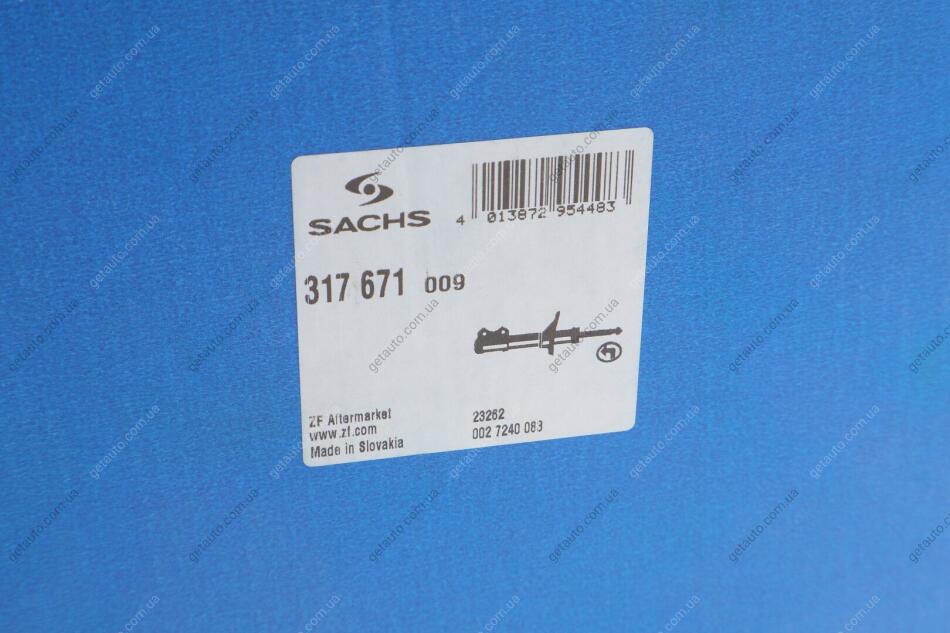 SACHS
4 013872 954483
317 671 009
ZF Aftermarket
www.zf.com
Made in Slovakia
23262
002 7240 083
getauto.com.ua